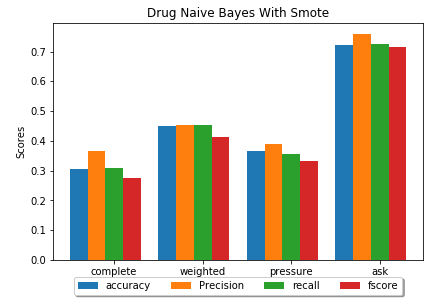 Drug Naive Bayes With Smote
0.7
0.6
0.5
0.4
0.3
0.2
0.1
0.0
Scores
complete weighted pressure ask
accuracy Precision recall fscore